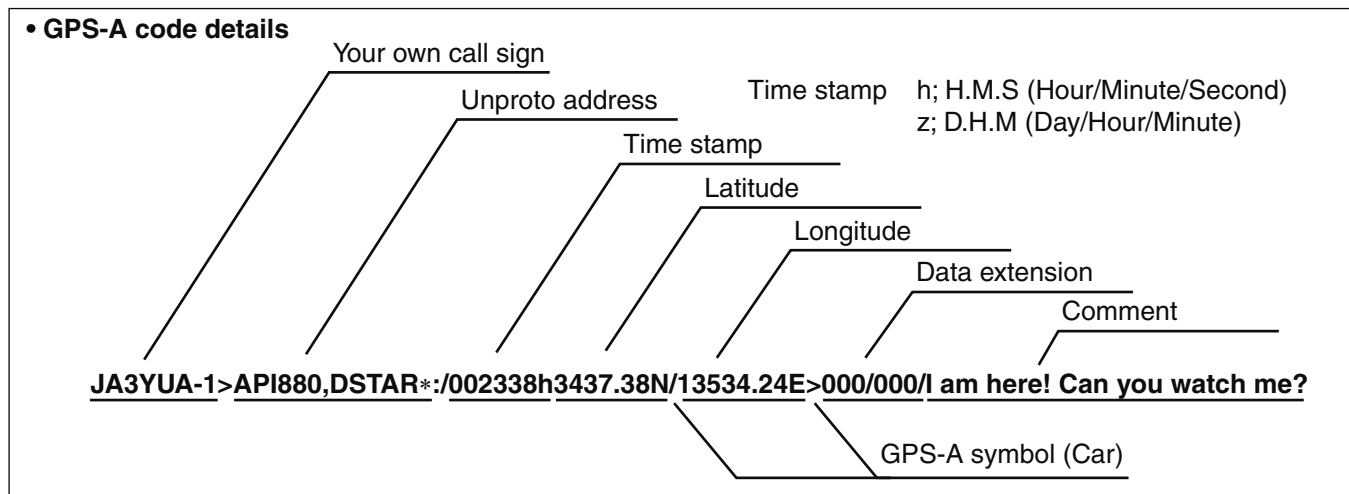 • GPS-A code details
Your own call sign
Unproto address
Time stamp h; H.M.S (Hour/Minute/Second)
z; D.H.M (Day/Hour/Minute)
Time stamp
Latitude
Longitude
Data extension
Comment
JA3YUA-1>API880,DSTAR*:/002338h3437.38N/13534.24E>000/000/I am here! Can you watch me?
GPS-A symbol (Car)